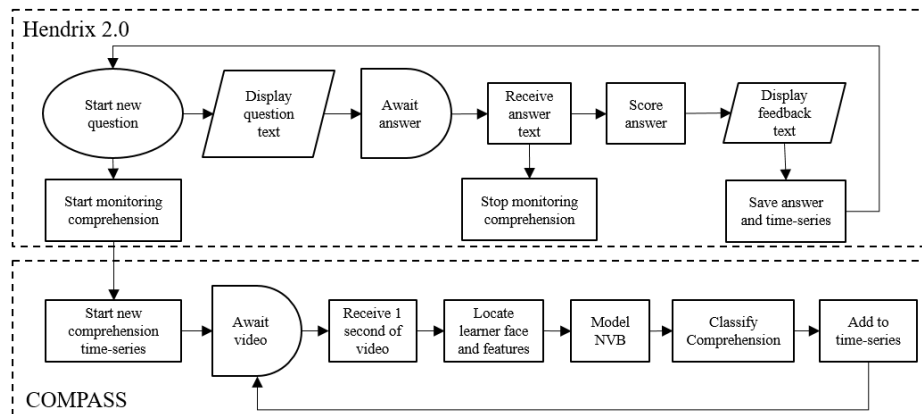 Hendrix 2.0
Start new
question
Display
question
text
Await
answer
Receive
answer
text
Score
answer
Display
feedback
text
Start monitoring
comprehension
Stop monitoring
comprehension
Save answer
and time-series
Start new
comprehension
time-series
Await
video
Receive 1
second of
video
Locate
learner face
and features
Model
NVB
Classify
Comprehension
Add to
time-series
COMPASS